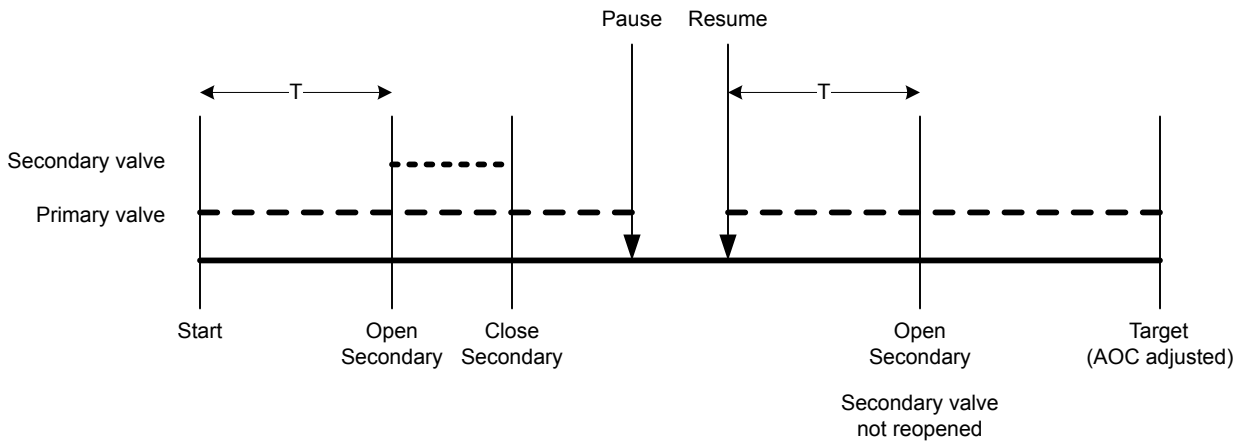 Pause
Resume
T
T
Secondary valve
Primary valve
Start
Open
Secondary
Close
Secondary
Open
Secondary
Target
(AOC adjusted)
Secondary valve
not reopened